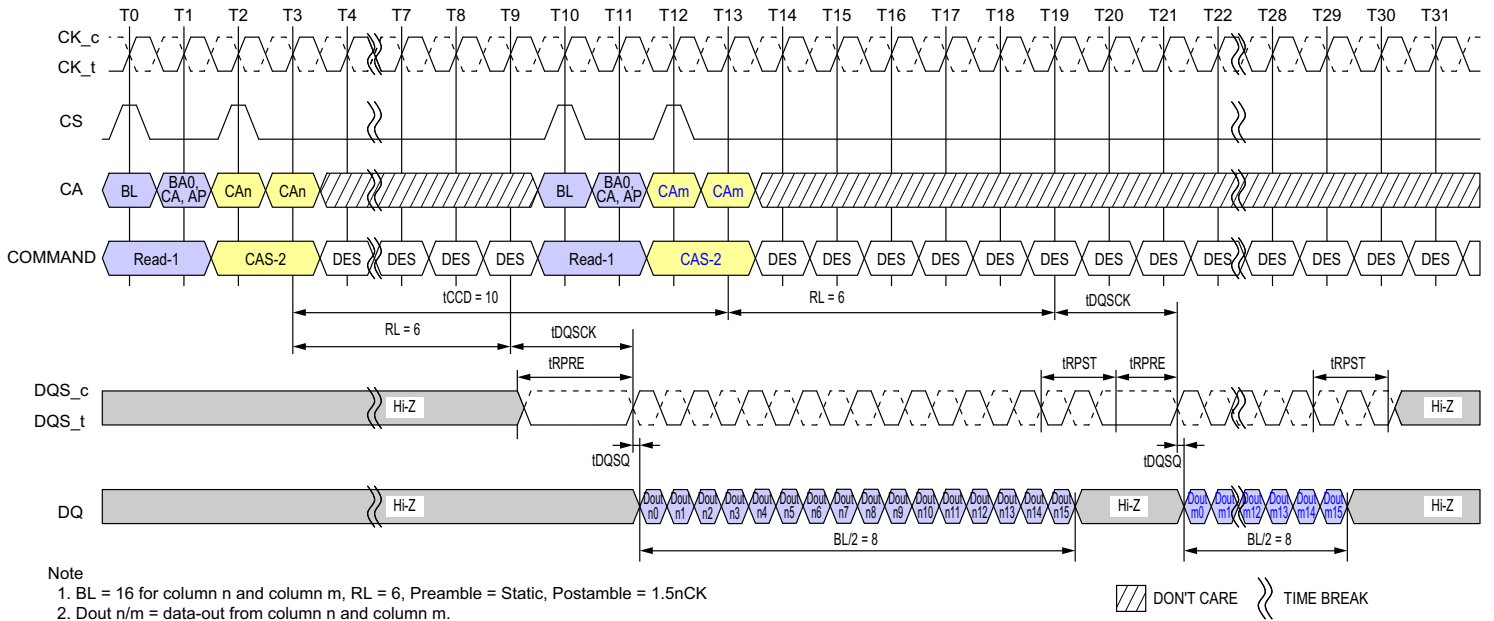 T0 T1 T2 T3 T4 T7 T8 T9 T10 T11 T12 T13 T14 T15 T16 T17 T18 T19 T20 T21 T22 T28 T29 T30 T31
CK_c
CK_t
CS
CA BL BA0, CA, AP CAn CAn BL BA0, CA, AP CAm CAm
COMMAND Read-1 CAS-2 DES DES DES DES Read-1 CAS-2 DES DES DES DES DES DES DES DES DES DES DES DES DES
tCCD = 10 RL = 6 tDQSCK
RL = 6 tDQSCK
tRPRE tRPST tRPRE tRPST
DQS_c
DQS_t
Hi-Z Hi-Z
tDQSQ tDQSQ
DQ Hi-Z Dout n0 Dout n1 Dout n2 Dout n3 Dout n4 Dout n5 Dout n6 Dout n7 Dout n8 Dout n9 Dout n10 Dout n11 Dout n12 Dout n13 Dout n14 Dout n15 Hi-Z Dout m0 Dout m1 Dout m12 Dout m13 Dout m14 Dout m15 Hi-Z
BL/2 = 8 BL/2 = 8
Note
1. BL = 16 for column n and column m, RL = 6, Preamble = Static, Postamble = 1.5nCK
2. Dout n/m = data-out from column n and column m.
DON'T CARE TIME BREAK